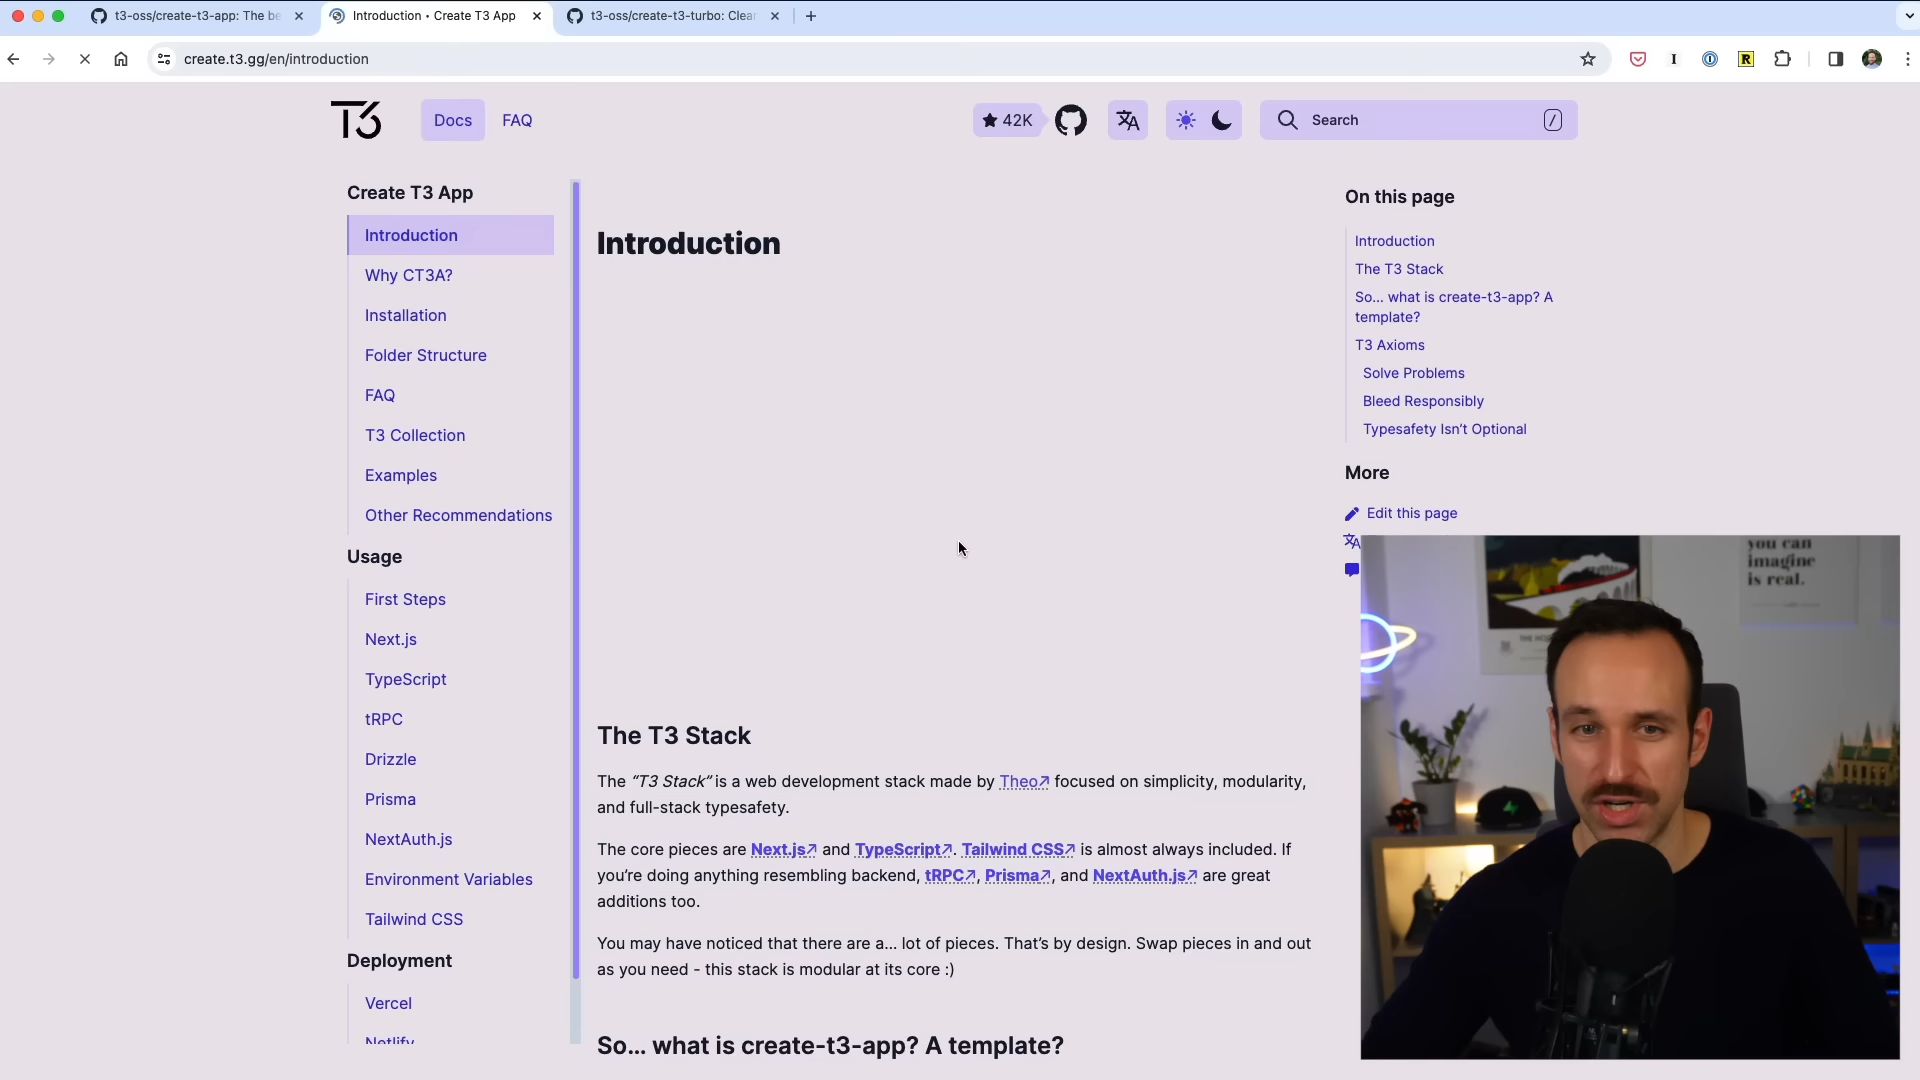 t3-oss/create-t3-app: The be
Introduction • Create T3 App
t3-oss/create-t3-turbo: Clear
create.t3.gg/en/introduction
T3
Docs
FAQ
42K
Search
/
Create T3 App
Introduction
Why CT3A?
Installation
Folder Structure
FAQ
T3 Collection
Examples
Other Recommendations
Usage
First Steps
Next.js
TypeScript
tRPC
Drizzle
Prisma
NextAuth.js
Environment Variables
Tailwind CSS
Deployment
Vercel
Netlify
Introduction
The T3 Stack
The “T3 Stack” is a web development stack made by Theo↗ focused on simplicity, modularity,
and full-stack typesafety.
The core pieces are Next.js↗ and TypeScript↗. Tailwind CSS↗ is almost always included. If
you’re doing anything resembling backend, tRPC↗, Prisma↗, and NextAuth.js↗ are great
additions too.
You may have noticed that there are a… lot of pieces. That’s by design. Swap pieces in and out
as you need - this stack is modular at its core :)
So… what is create-t3-app? A template?
On this page
Introduction
The T3 Stack
So… what is create-t3-app? A
template?
T3 Axioms
Solve Problems
Bleed Responsibly
Typesafety Isn’t Optional
More
Edit this page
you can
imagine
is real.